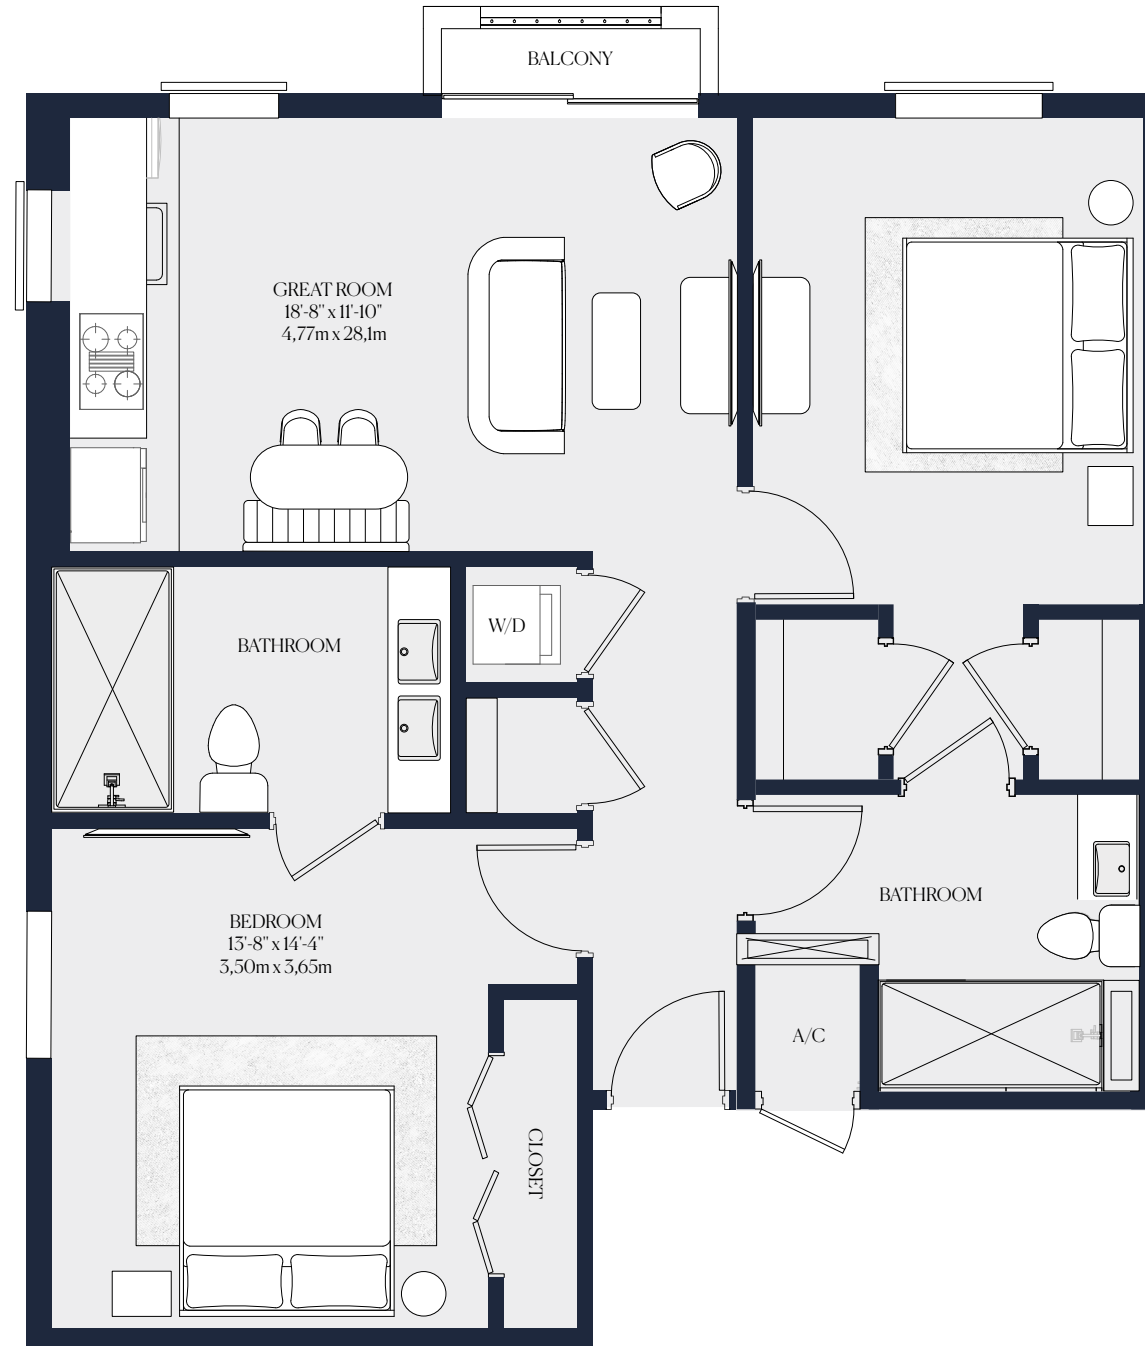 BALCONY
GREAT ROOM
18'-8" x 11'-10"
4,77m x 28,1m
W/D
BATHROOM
BATHROOM
BEDROOM
13'-8" x 14'-4"
3,50m x 3,65m
A/C
CLOSET